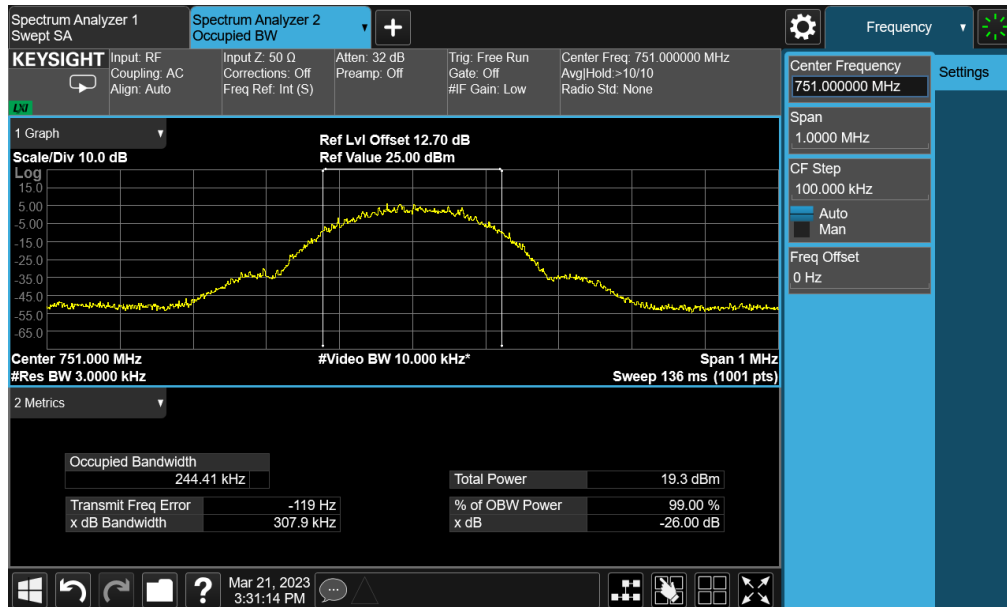 Spectrum Analyzer 1
Swept SA
Spectrum Analyzer 2
Occupied BW
+
Frequency
KEYSIGHT
LXI
Input: RF
Coupling: AC
Align: Auto
Input Z: 50 Ω
Corrections: Off
Freq Ref: Int (S)
Atten: 32 dB
Preamp: Off
Trig: Free Run
Gate: Off
#IF Gain: Low
Center Freq: 751.000000 MHz
Avg|Hold:>10/10
Radio Std: None
Center Frequency
751.000000 MHz
Settings
Span
1.0000 MHz
CF Step
100.000 kHz
Auto
Man
Freq Offset
0 Hz
1 Graph
Scale/Div 10.0 dB
Ref Lvl Offset 12.70 dB
Ref Value 25.00 dBm
Log
15.0
5.00
-5.00
-15.0
-25.0
-35.0
-45.0
-55.0
-65.0
Center 751.000 MHz
#Res BW 3.0000 kHz
#Video BW 10.000 kHz*
Span 1 MHz
Sweep 136 ms (1001 pts)
2 Metrics
Occupied Bandwidth
244.41 kHz
Transmit Freq Error -119 Hz
x dB Bandwidth 307.9 kHz
Total Power 19.3 dBm
% of OBW Power 99.00 %
x dB -26.00 dB
?
Mar 21, 2023
3:31:14 PM